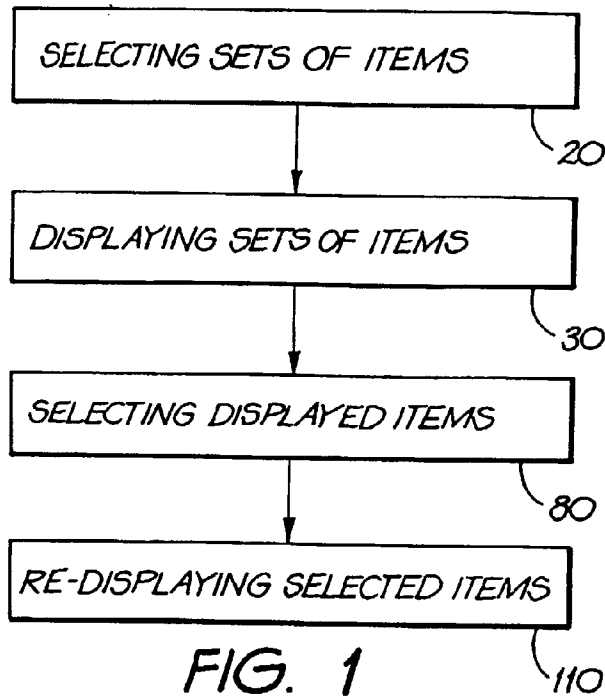 SELECTING SETS OF ITEMS
20
DISPLAYING SETS OF ITEMS
30
SELECTING DISPLAYED ITEMS
80
RE-DISPLAYING SELECTED ITEMS
110
FIG. 1